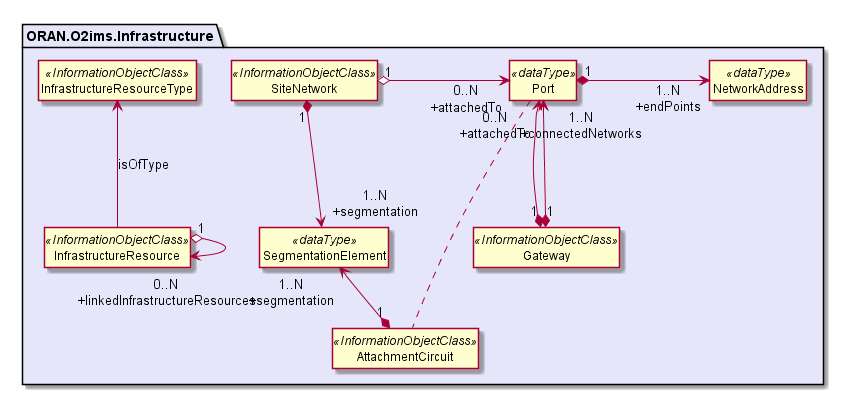 ORAN.O2ims.Infrastructure
«InformationObjectClass»
InfrastructureResourceType
«InformationObjectClass»
SiteNetwork
1
«dataType»
Port
1
«dataType»
NetworkAddress
0..N
+attachedTo
1..N
+endPoints
1
0..N
+attachedTo
1..N
+connectedNetworks
isOfType
1..N
+segmentation
1
1
«InformationObjectClass»
InfrastructureResource
1
«dataType»
SegmentationElement
«InformationObjectClass»
Gateway
0..N
+linkedInfrastructureResources
1..N
+segmentation
1
«InformationObjectClass»
AttachmentCircuit